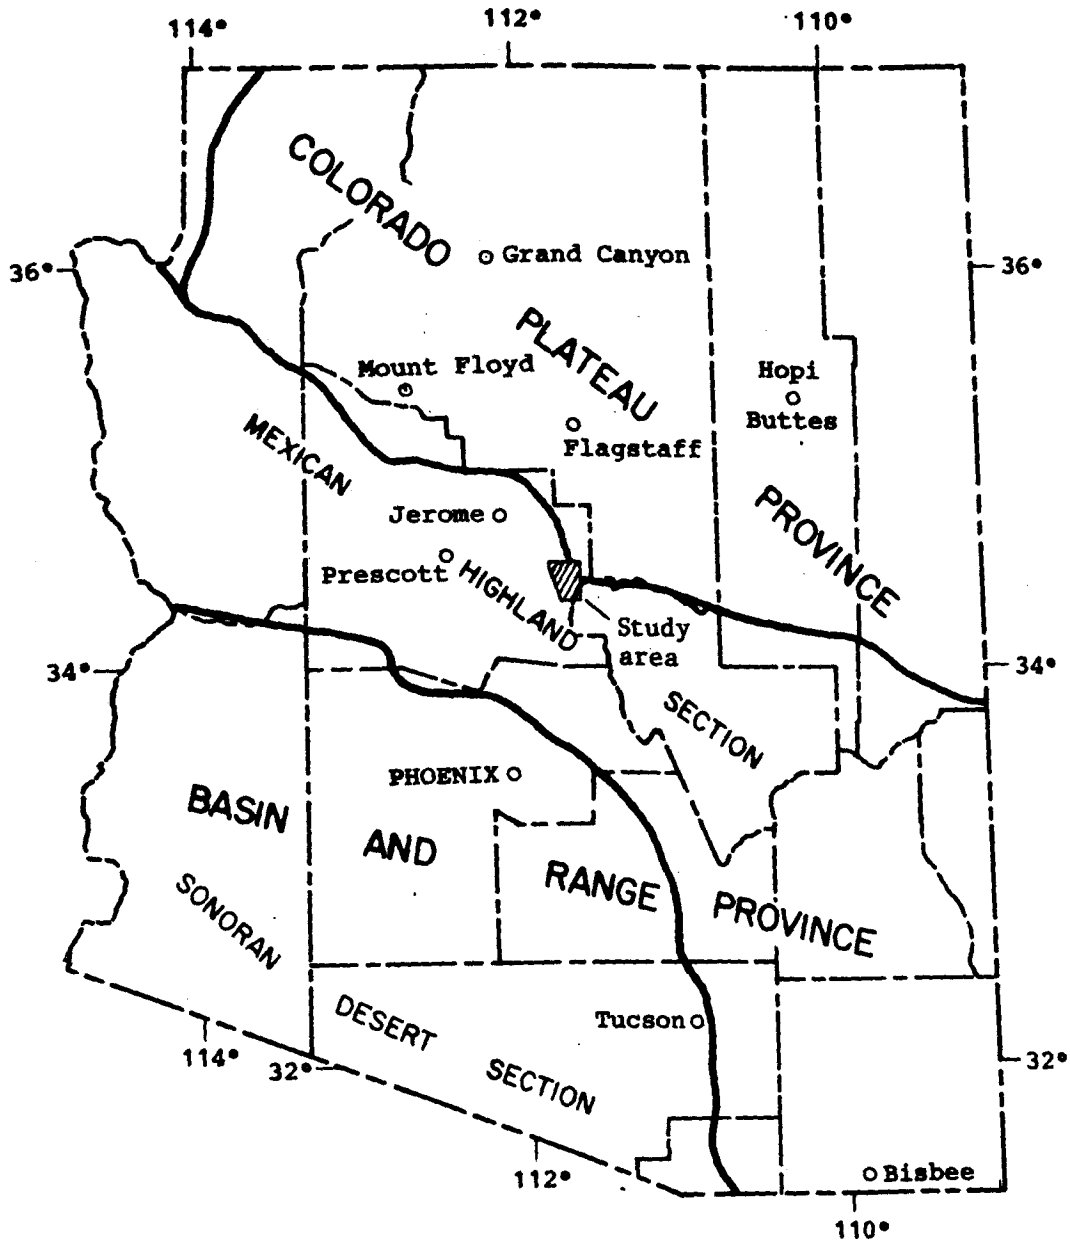 114°
112°
110°
COLORADO
Grand Canyon
36°
36°
PLATEAU
Mount Floyd
Hopi
Buttes
Flagstaff
MEXICAN
PROVINCE
Jerome
Prescott
HIGHLAND
Study
area
34°
34°
SECTION
PHOENIX
BASIN
AND
RANGE
PROVINCE
SONORAN
DESERT
SECTION
Tucson
114°
32°
32°
112°
Bisbee
110°